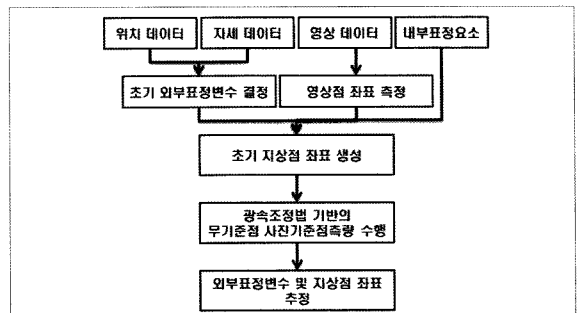 위치 데이터
자세 데이터
영상 데이터
내부표정요소
초기 외부표정변수 결정
영상점 좌표 측정
초기 지상점 좌표 생성
광속조정법 기반의
무기준점 사진기준점측량 수행
외부표정변수 및 지상점 좌표
추정